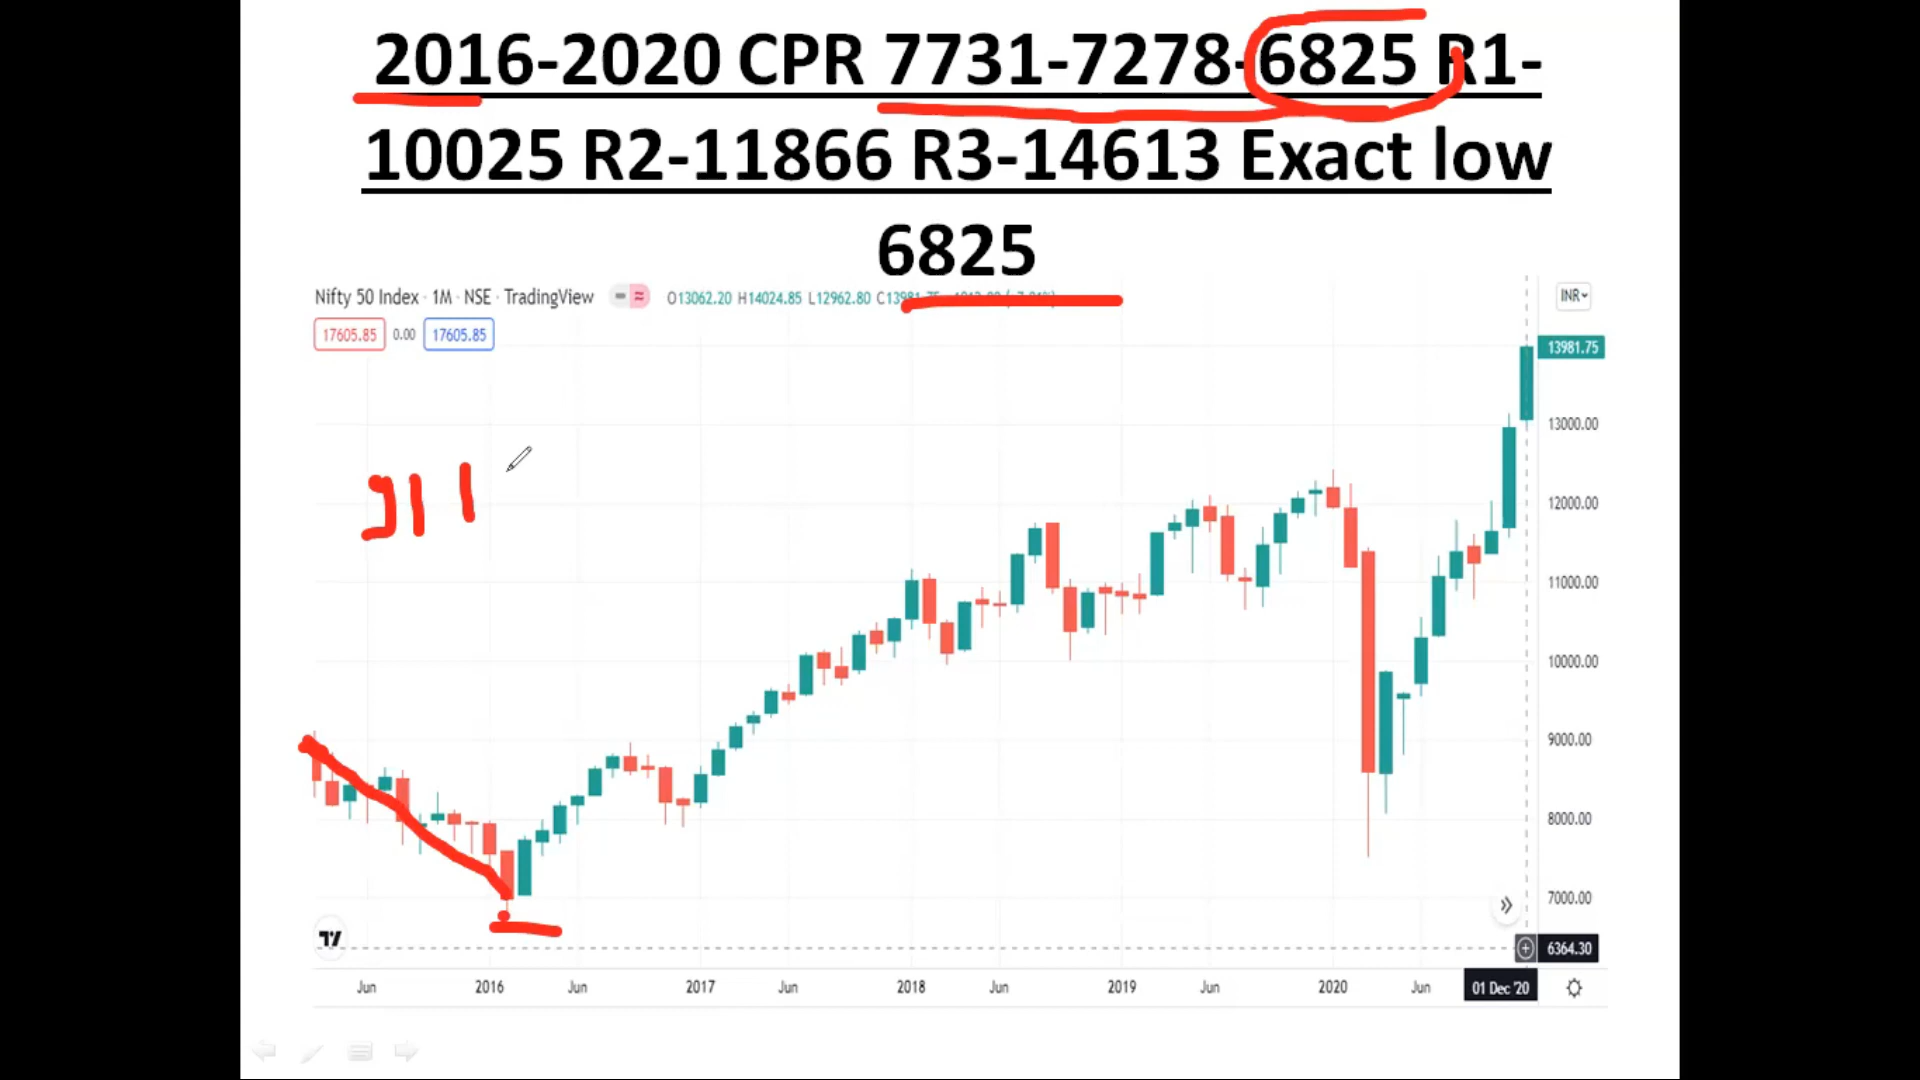 2016-2020 CPR 7731-7278-6825 R1-
10025 R2-11866 R3-14613 Exact low
6825
Nifty 50 Index · 1M · NSE · TradingView O13062.20 H14024.85 L12962.80
17605.85 0.00 17605.85
INR
13981.75
13000.00
12000.00
911
11000.00
10000.00
9000.00
8000.00
7000.00
6364.30
Jun 2016 Jun 2017 Jun 2018 Jun 2019 Jun 2020 Jun 01 Dec '20